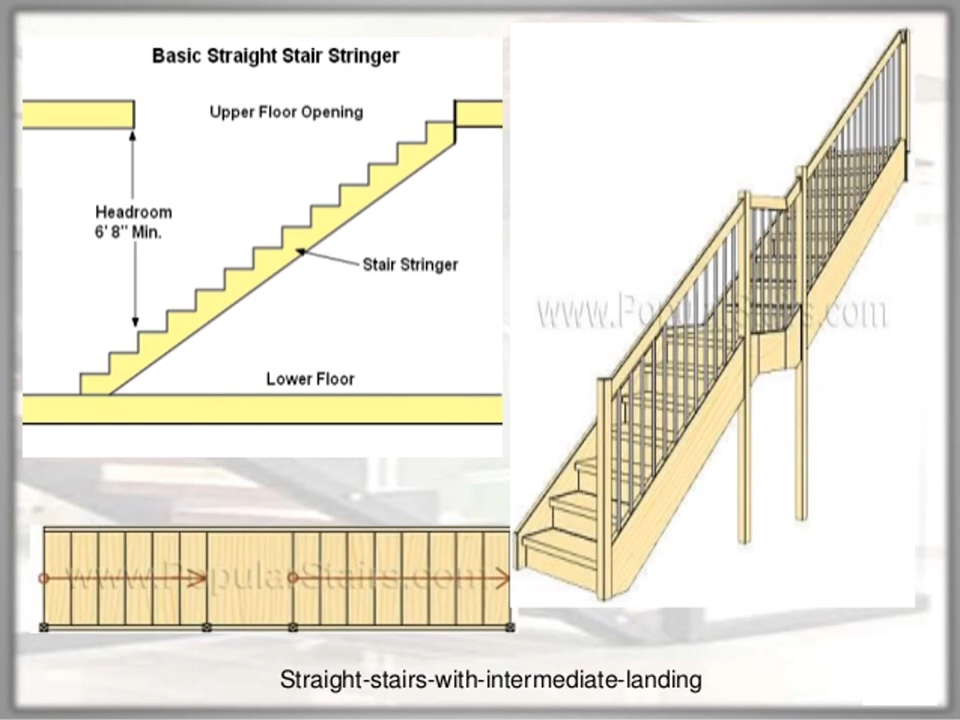 Basic Straight Stair Stringer
Upper Floor Opening
Headroom
6' 8" Min.
Stair Stringer
Lower Floor
www.PopularStairs.com
www.PopularStairs.com
Straight-stairs-with-intermediate-landing